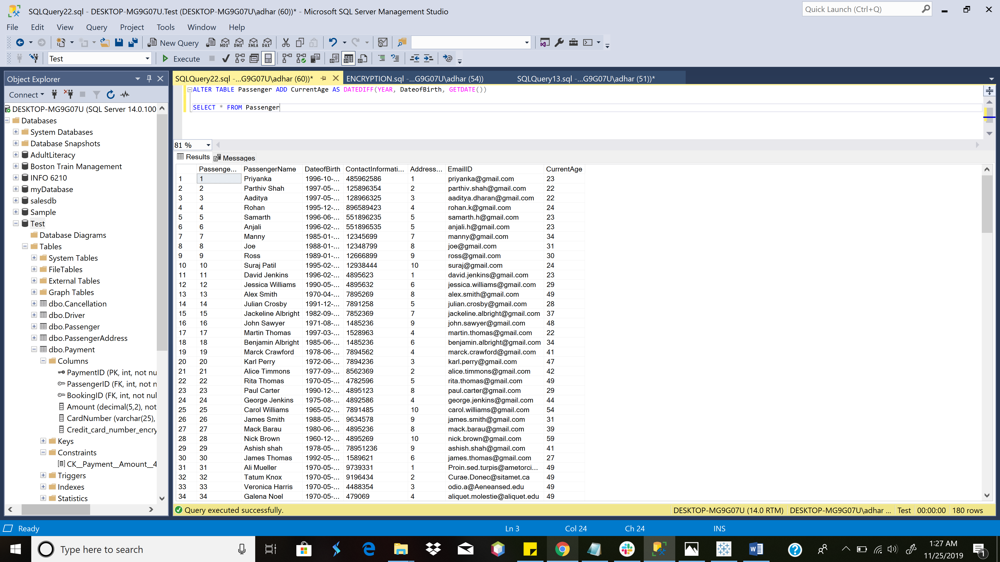 SQLQuery22.sql - DESKTOP-MG9G07U.Test (DESKTOP-MG9G07U\adhar (60))* - Microsoft SQL Server Management Studio
Quick Launch (Ctrl+Q)
File Edit View Query Project Tools Window Help
New Query MDX DMX XMLA DAX
Test Execute
Object Explorer
Connect
DESKTOP-MG9G07U (SQL Server 14.0.100
Databases
System Databases
Database Snapshots
AdultLiteracy
Boston Train Management
INFO 6210
myDatabase
salesdb
Sample
Test
Database Diagrams
Tables
System Tables
FileTables
External Tables
Graph Tables
dbo.Cancellation
dbo.Driver
dbo.Passenger
dbo.PassengerAddress
dbo.Payment
Columns
PaymentID (PK, int, not nu
PassengerID (FK, int, not n
BookingID (FK, int, not nul
Amount (decimal(5,2), not
CardNumber (varchar(25),
Credit_card_number_encry
Keys
Constraints
CK__Payment__Amount__4
Triggers
Indexes
Statistics
SQLQuery22.sql -...G9G07U\adhar (60))* ENCRYPTION.sql -...G9G07U\adhar (54)) SQLQuery13.sql -...G9G07U\adhar (51))*
ALTER TABLE Passenger ADD CurrentAge AS DATEDIFF(YEAR, DateofBirth, GETDATE())
SELECT * FROM Passenger
81 %
Results Messages
Passenge... PassengerName DateofBirth ContactInformati... Address... EmailID CurrentAge
1 1 Priyanka 1996-10-... 485962586 1 priyanka@gmail.com 23
2 2 Parthiv Shah 1997-05-... 125896354 2 parthiv.shah@gmail.com 22
3 3 Aaditya 1997-05-... 128966325 3 aaditya.dharan@gmail.com 22
4 4 Rohan 1995-12-... 896589423 4 rohan.k@gmail.com 24
5 5 Samarth 1996-06-... 551896235 5 samarth.h@gmail.com 23
6 6 Anjali 1996-02-... 551896535 5 anjali.h@gmail.com 23
7 7 Manny 1985-01-... 12345699 7 manny@gmail.com 34
8 8 Joe 1988-01-... 12348799 8 joe@gmail.com 31
9 9 Ross 1989-01-... 12666899 9 ross@gmail.com 30
10 10 Suraj Patil 1995-02-... 12938444 10 suraj@gmail.com 24
11 11 David Jenkins 1996-02-... 4895623 1 david.jenkins@gmail.com 23
12 12 Jessica Williams 1990-05-... 4895632 6 jessica.williams@gmail.com 29
13 13 Alex Smith 1970-04-... 7895269 8 alex.smith@gmail.com 49
14 14 Julian Crosby 1991-12-... 7891258 5 julian.crosby@gmail.com 28
15 15 Jackeline Albright 1982-09-... 7852369 7 jackeline.albright@gmail.com 37
16 16 John Sawyer 1971-08-... 1485236 9 john.sawyer@gmail.com 48
17 17 Martin Thomas 1997-03-... 1528963 4 martin.thomas@gmail.com 22
18 18 Benjamin Albright 1985-06-... 1485236 6 benjamin.albright@gmail.com 34
19 19 Marck Crawford 1978-06-... 7894562 4 marck.crawford@gmail.com 41
20 20 Karl Perry 1972-06-... 7894236 3 karl.perry@gmail.com 47
21 21 Alice Timmons 1977-09-... 8562369 2 alice.timmons@gmail.com 42
22 22 Rita Thomas 1970-05-... 4782596 5 rita.thomas@gmail.com 49
23 23 Paul Carter 1990-12-... 4895123 8 paul.carter@gmail.com 29
24 24 George Jenkins 1975-08-... 4892586 4 george.jenkins@gmail.com 44
25 25 Carol Williams 1965-02-... 7891485 10 carol.williams@gmail.com 54
26 26 James Smith 1988-05-... 9634578 9 james.smith@gmail.com 31
27 27 Mack Barau 1980-06-... 4895236 8 mack.barau@gmail.com 39
28 28 Nick Brown 1960-12-... 4895269 10 nick.brown@gmail.com 59
29 29 Ashish shah 1978-05-... 78951236 9 ashish.shah@gmail.com 41
30 30 James Thomas 1992-05-... 1589621 6 james.thomas@gmail.com 27
31 31 Ali Mueller 1970-05-... 9739331 1 Proin.sed.turpis@ametorci... 49
32 32 Tatum Knox 1970-05-... 9196434 2 Curae.Donec@sitamet.ca 49
33 33 Veronica Harris 1970-05-... 4488354 3 odio.a@Aeneansed.edu 49
34 34 Galena Noel 1970-05-... 479069 4 aliquet.molestie@aliquet.edu 49
Query executed successfully. DESKTOP-MG9G07U (14.0 RTM) DESKTOP-MG9G07U\adhar ... Test 00:00:00 180 rows
Ready Ln 3 Col 24 Ch 24 INS
Type here to search
1:27 AM
11/25/2019
1